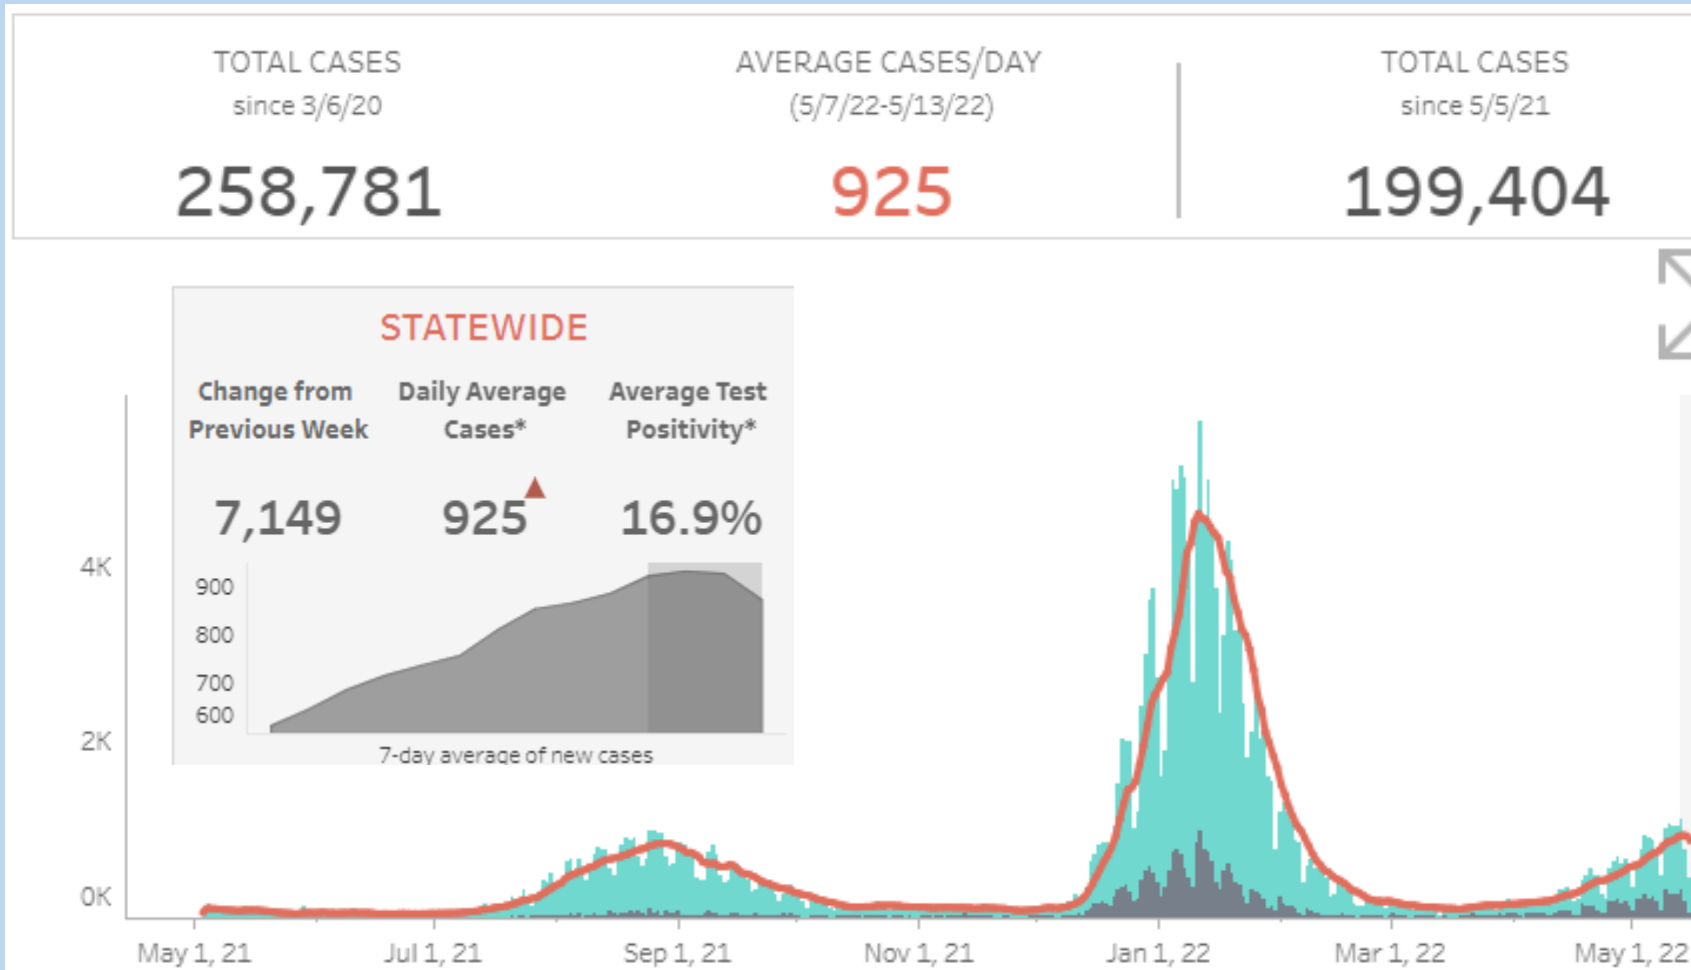 TOTAL CASES
since 3/6/20
258,781
AVERAGE CASES/DAY
(5/7/22-5/13/22)
925
TOTAL CASES
since 5/5/21
199,404
STATEWIDE
Change from
Previous Week
7,149
Daily Average
Cases*
925
Average Test
Positivity*
16.9%
900
800
700
600
7-day average of new cases
4K
2K
0K
May 1, 21
Jul 1, 21
Sep 1, 21
Nov 1, 21
Jan 1, 22
Mar 1, 22
May 1, 22